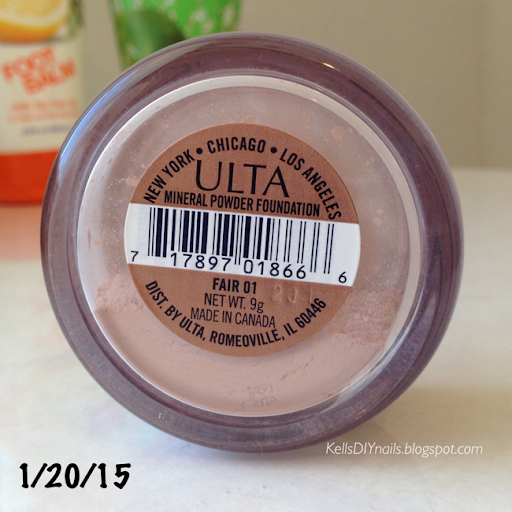 FOOT
BALM
NEW YORK • CHICAGO • LOS ANGELES
ULTA
MINERAL POWDER FOUNDATION
7 17897 01866 6
FAIR 01
NET WT. 9g
MADE IN CANADA
DIST. BY ULTA, ROMEOVILLE, IL 60446
KellsDIYnails.blogspot.com
1/20/15